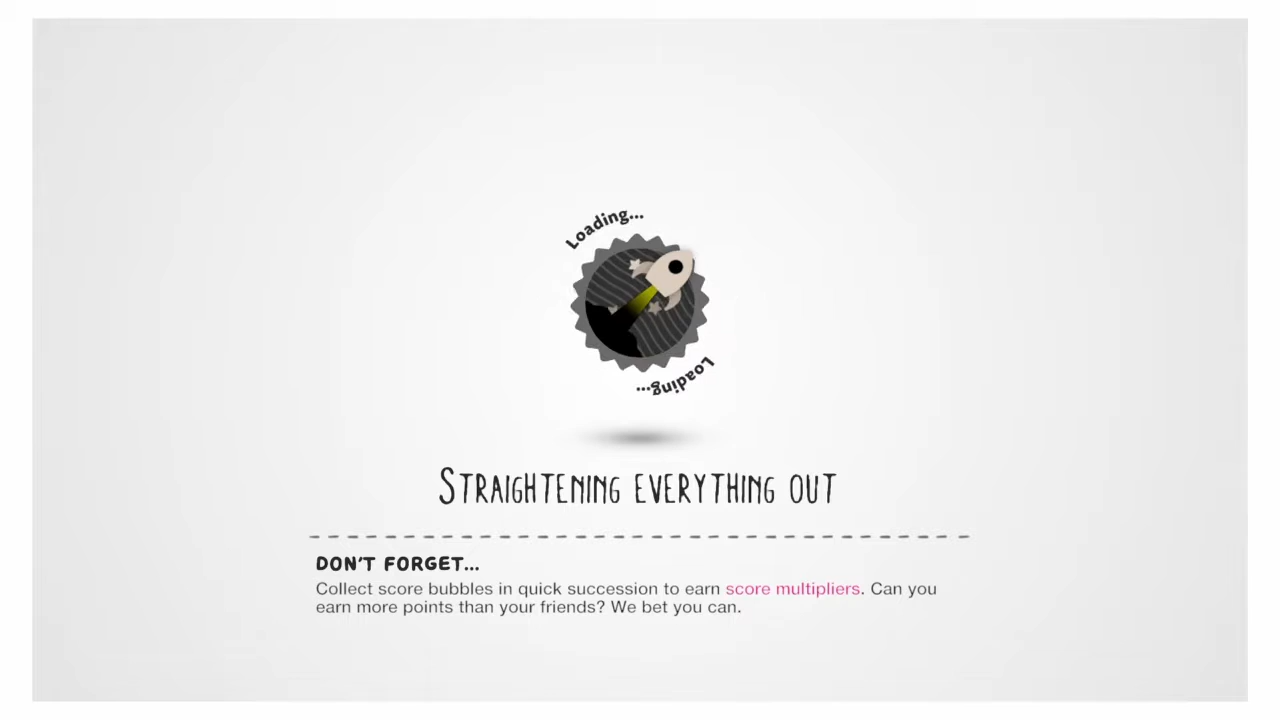 Loading...
Loading...
STRAIGHTENING EVERYTHING OUT
DON'T FORGET...
Collect score bubbles in quick succession to earn score multipliers. Can you
earn more points than your friends? We bet you can.